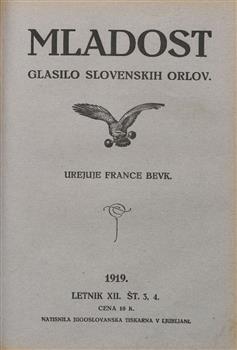 MLADOST
GLASILO SLOVENSKIH ORLOV.
UREJUJE FRANCE BEVK.
1919.
LETNIK XII. ŠT. 3, 4.
CENA 10 K.
NATISNILA JUGOSLOVANSKA TISKARNA V LJUBLJANI.